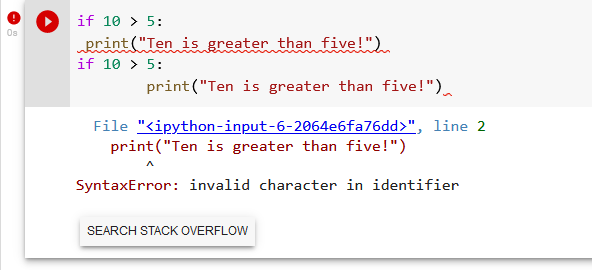 0s
if 10 > 5:
 print("Ten is greater than five!")
if 10 > 5:
        print("Ten is greater than five!")
  File "<ipython-input-6-2064e6fa76dd>", line 2
    print("Ten is greater than five!")
        ^
SyntaxError: invalid character in identifier
SEARCH STACK OVERFLOW